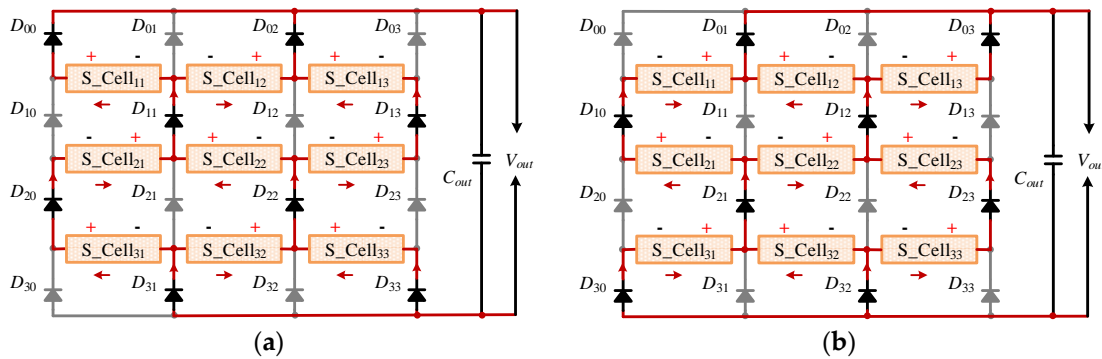 D00 D01 D02 D03
+ - - + + -
S_Cell11 S_Cell12 S_Cell13
D10 D11 D12 D13
- + + - - +
S_Cell21 S_Cell22 S_Cell23
D20 D21 D22 D23
+ - - + + -
S_Cell31 S_Cell32 S_Cell33
D30 D31 D32 D33
Cout Vout
(a)
D00 D01 D02 D03
- + + - - +
S_Cell11 S_Cell12 S_Cell13
D10 D11 D12 D13
+ - - + + -
S_Cell21 S_Cell22 S_Cell23
D20 D21 D22 D23
- + + - - +
S_Cell31 S_Cell32 S_Cell33
D30 D31 D32 D33
Cout
(b)